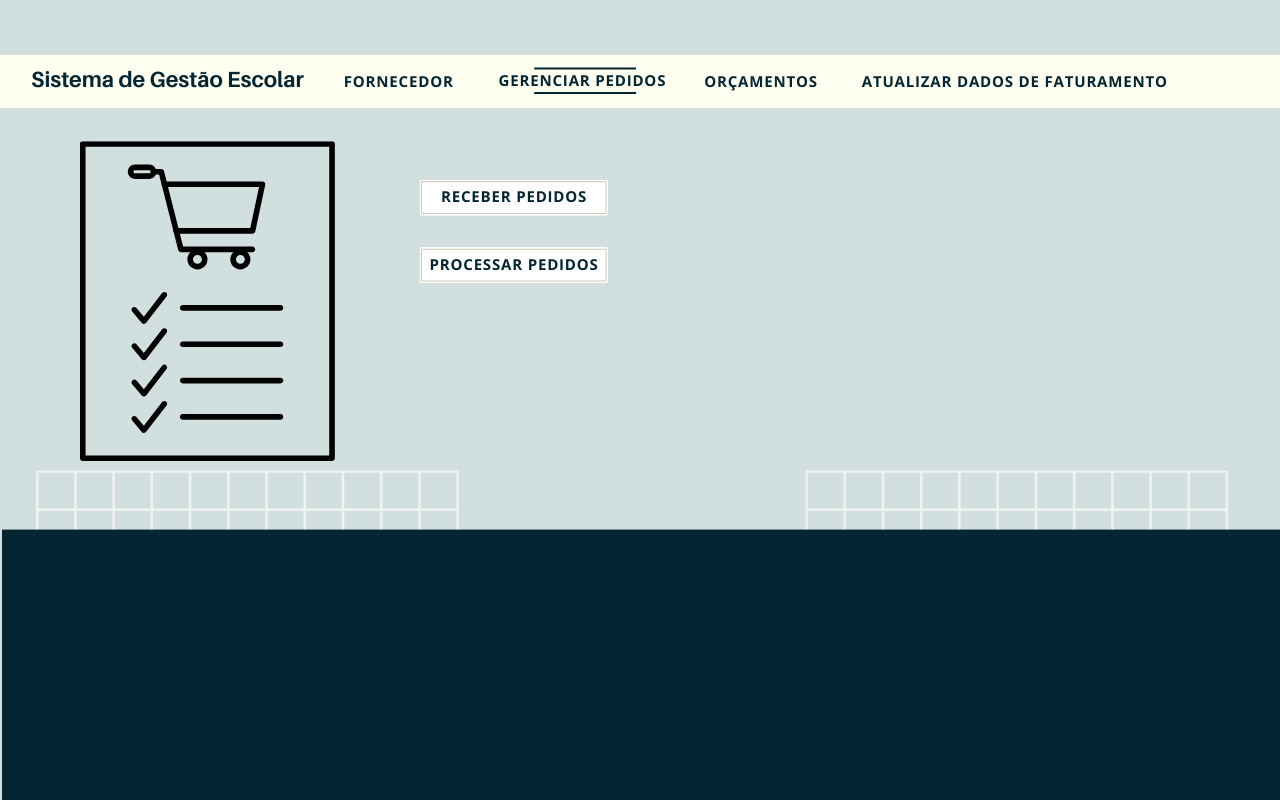 Sistema de Gestão Escolar FORNECEDOR GERENCIAR PEDIDOS ORÇAMENTOS ATUALIZAR DADOS DE FATURAMENTO
RECEBER PEDIDOS
PROCESSAR PEDIDOS